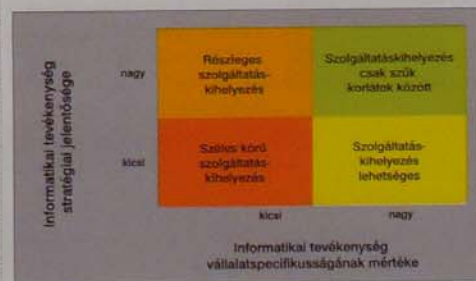 Informatikai tevékenység
stratégiai jelentősége
nagy
Részleges
szolgáltatás-
kihelyezés
Szolgáltatáskihelyezés
csak szűk
korlátok között
kicsi
Széles körű
szolgáltatás-
kihelyezés
Szolgáltatás-
kihelyezés
lehetséges
kicsi
nagy
Informatikai tevékenység
vállalatspecifikusságának mértéke